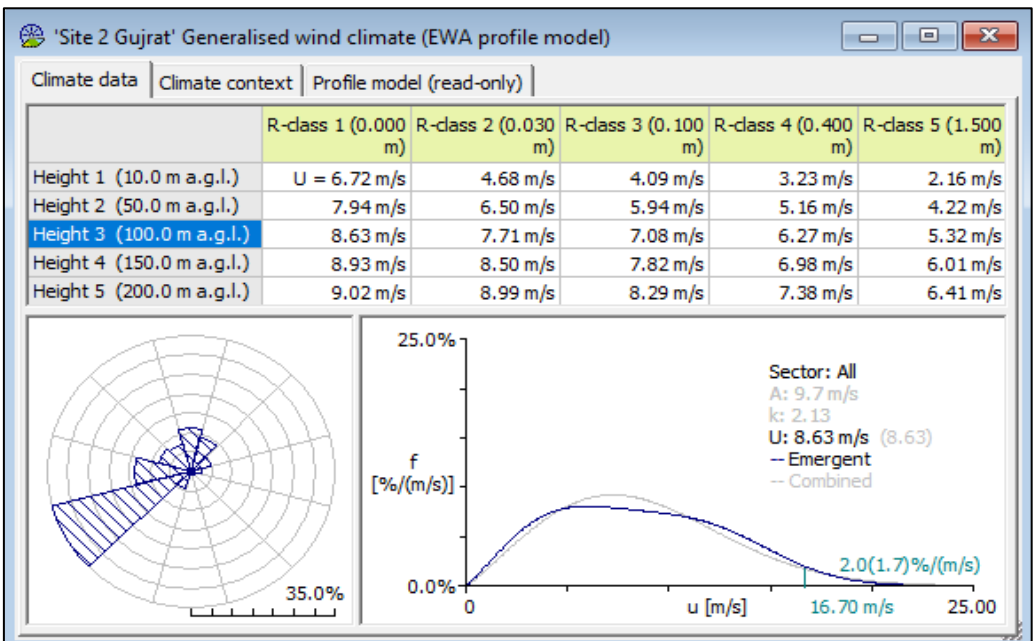 'Site 2 Gujrat' Generalised wind climate (EWA profile model)
Climate data Climate context Profile model (read-only)
R-class 1 (0.000 m) R-class 2 (0.030 m) R-class 3 (0.100 m) R-class 4 (0.400 m) R-class 5 (1.500 m)
Height 1 (10.0 m a.g.l.) U = 6.72 m/s 4.68 m/s 4.09 m/s 3.23 m/s 2.16 m/s
Height 2 (50.0 m a.g.l.) 7.94 m/s 6.50 m/s 5.94 m/s 5.16 m/s 4.22 m/s
Height 3 (100.0 m a.g.l.) 8.63 m/s 7.71 m/s 7.08 m/s 6.27 m/s 5.32 m/s
Height 4 (150.0 m a.g.l.) 8.93 m/s 8.50 m/s 7.82 m/s 6.98 m/s 6.01 m/s
Height 5 (200.0 m a.g.l.) 9.02 m/s 8.99 m/s 8.29 m/s 7.38 m/s 6.41 m/s
35.0%
25.0%
Sector: All
A: 9.7 m/s
k: 2.13
U: 8.63 m/s (8.63)
-- Emergent
-- Combined
f
[%/(m/s)]
2.0(1.7)%/(m/s)
0.0%
0 u [m/s] 16.70 m/s 25.00